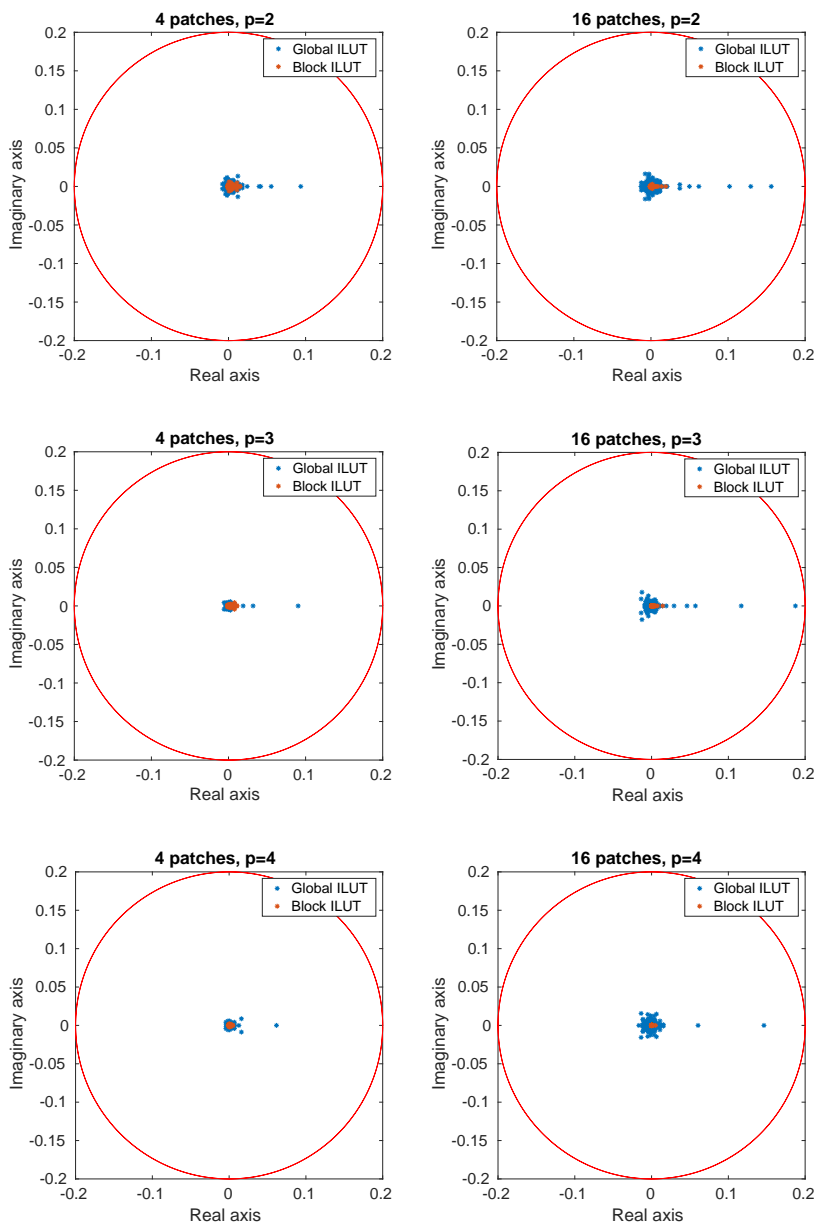 4 patches, p=2
0.2
0.15
0.1
0.05
0
-0.05
-0.1
-0.15
-0.2
Imaginary axis
Global ILUT
Block ILUT
-0.2 -0.1 0 0.1 0.2
Real axis
16 patches, p=2
0.2
0.15
0.1
0.05
0
-0.05
-0.1
-0.15
-0.2
Imaginary axis
Global ILUT
Block ILUT
-0.2 -0.1 0 0.1 0.2
Real axis
4 patches, p=3
0.2
0.15
0.1
0.05
0
-0.05
-0.1
-0.15
-0.2
Imaginary axis
Global ILUT
Block ILUT
-0.2 -0.1 0 0.1 0.2
Real axis
16 patches, p=3
0.2
0.15
0.1
0.05
0
-0.05
-0.1
-0.15
-0.2
Imaginary axis
Global ILUT
Block ILUT
-0.2 -0.1 0 0.1 0.2
Real axis
4 patches, p=4
0.2
0.15
0.1
0.05
0
-0.05
-0.1
-0.15
-0.2
Imaginary axis
Global ILUT
Block ILUT
-0.2 -0.1 0 0.1 0.2
Real axis
16 patches, p=4
0.2
0.15
0.1
0.05
0
-0.05
-0.1
-0.15
-0.2
Imaginary axis
Global ILUT
Block ILUT
-0.2 -0.1 0 0.1 0.2
Real axis